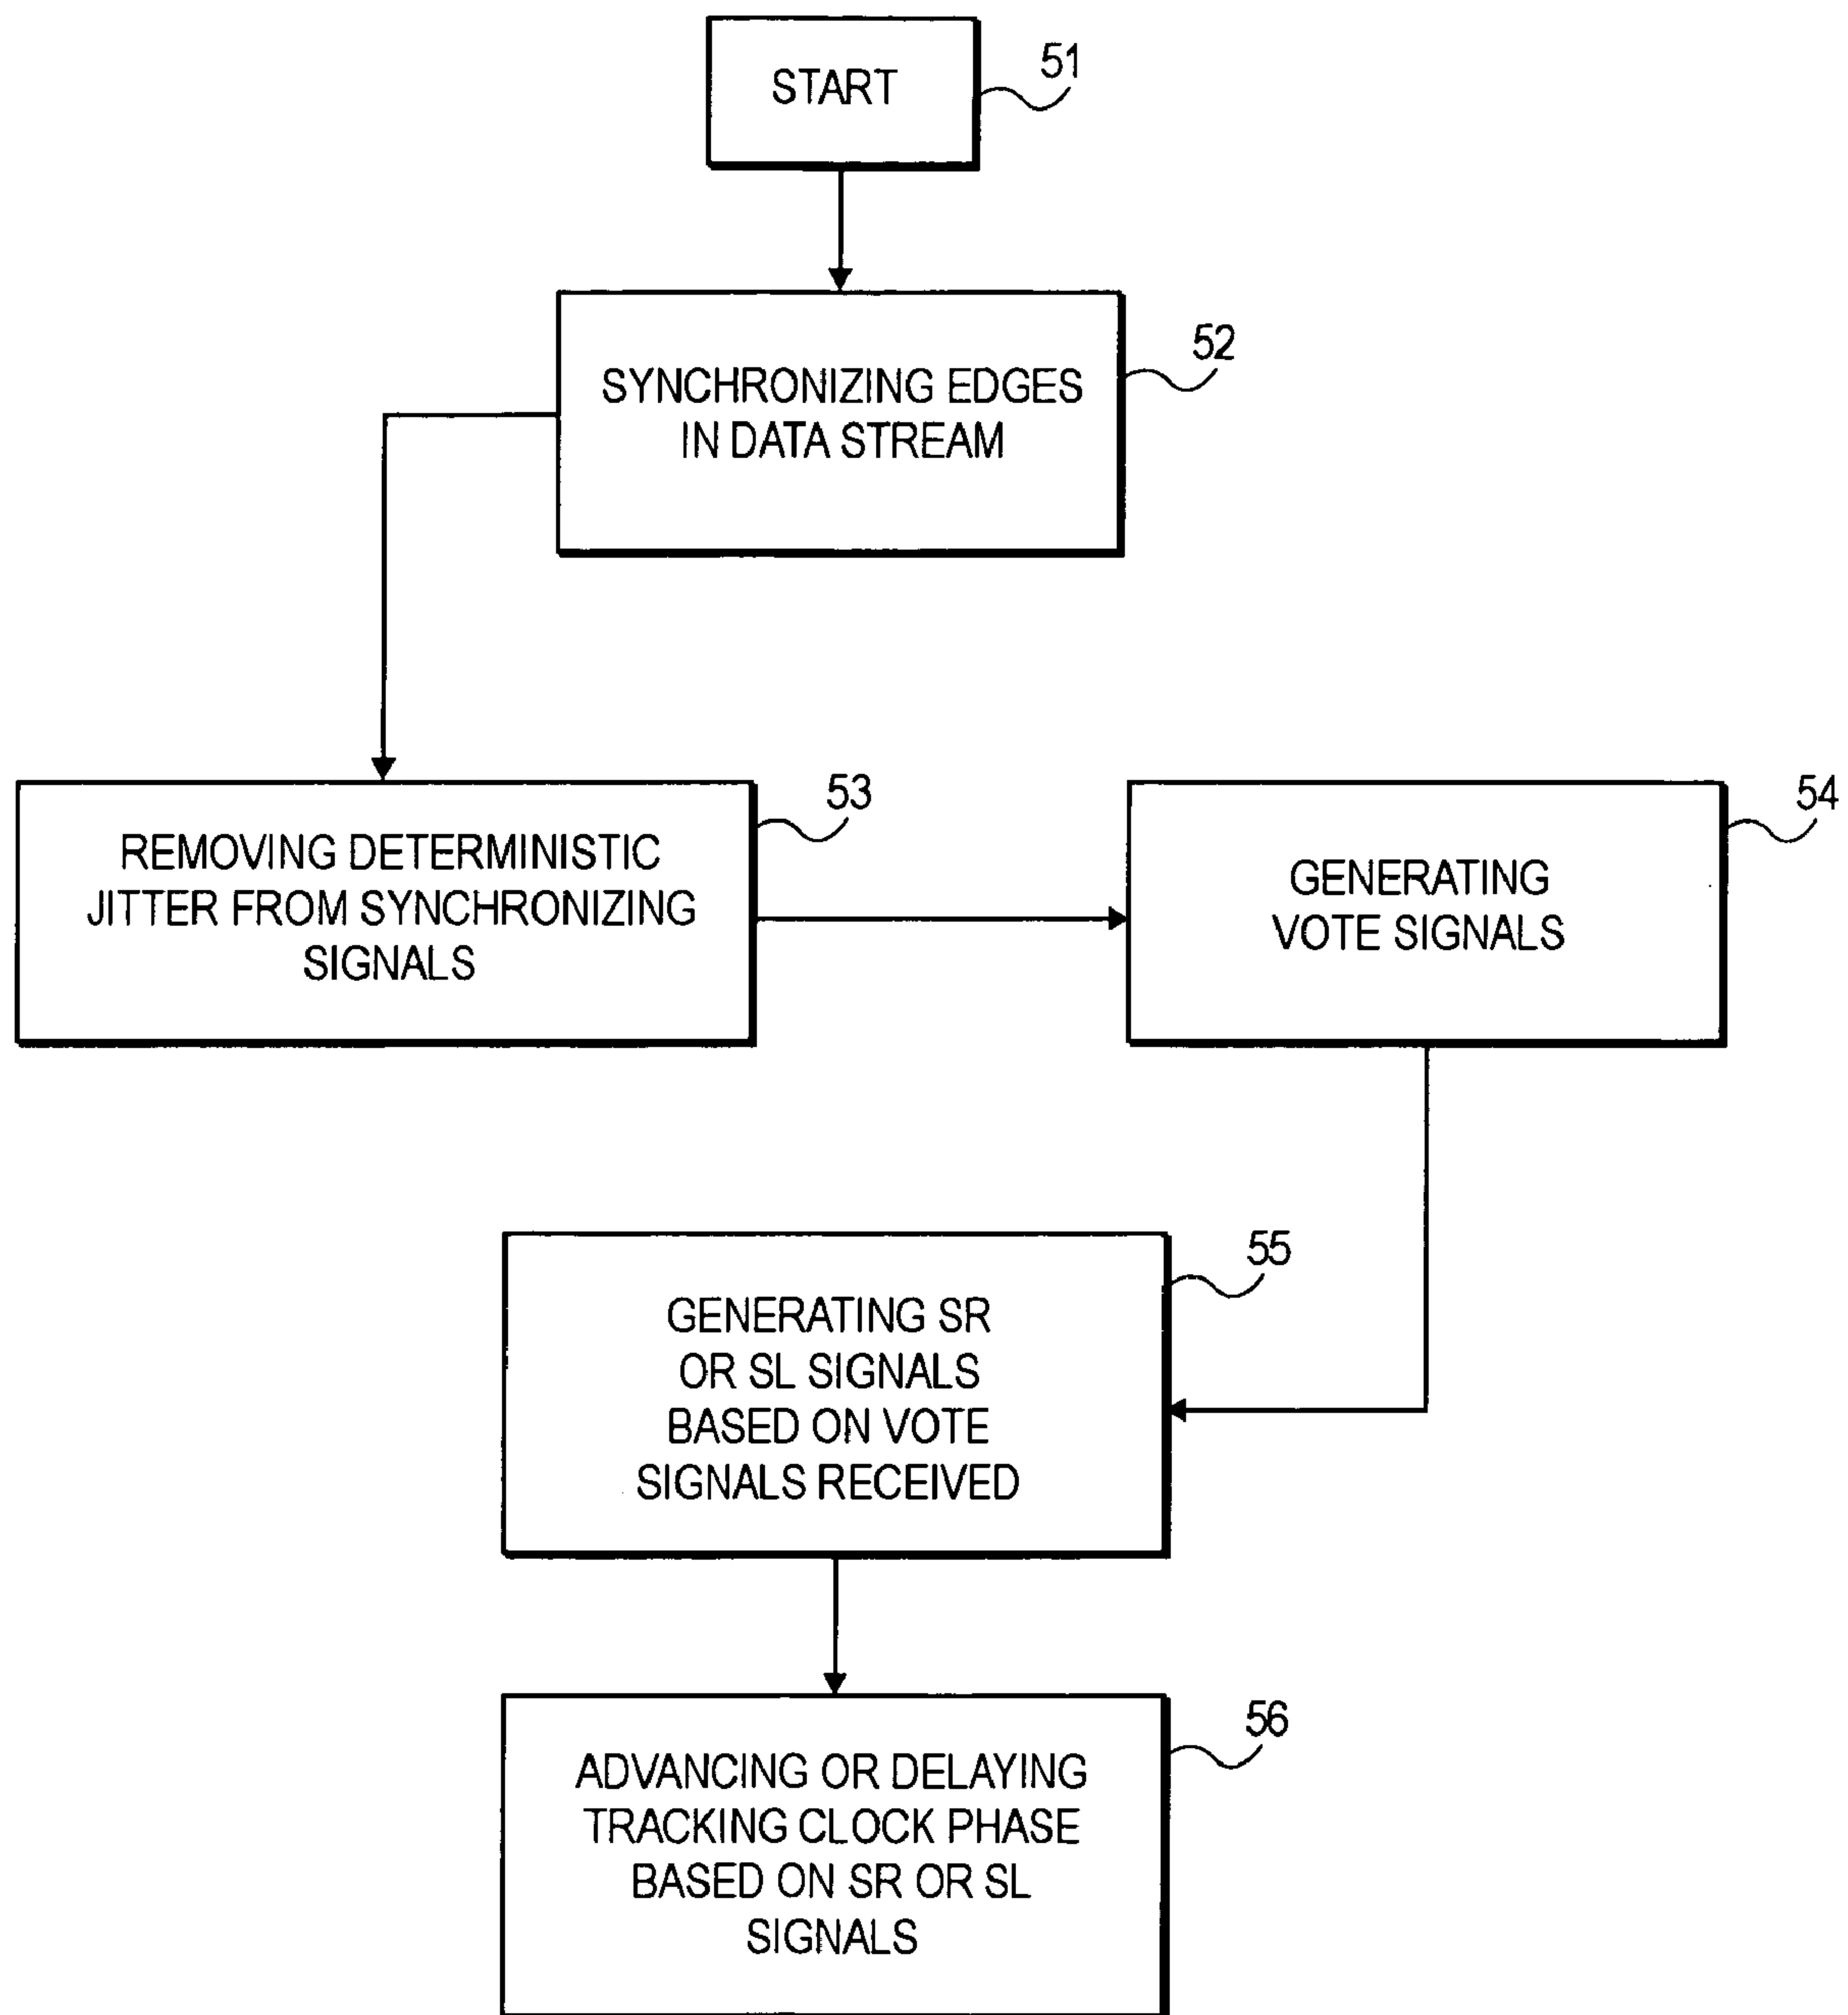 START
51
SYNCHRONIZING EDGES
IN DATA STREAM
52
REMOVING DETERMINISTIC
JITTER FROM SYNCHRONIZING
SIGNALS
53
GENERATING
VOTE SIGNALS
54
GENERATING SR
OR SL SIGNALS
BASED ON VOTE
SIGNALS RECEIVED
55
ADVANCING OR DELAYING
TRACKING CLOCK PHASE
BASED ON SR OR SL
SIGNALS
56